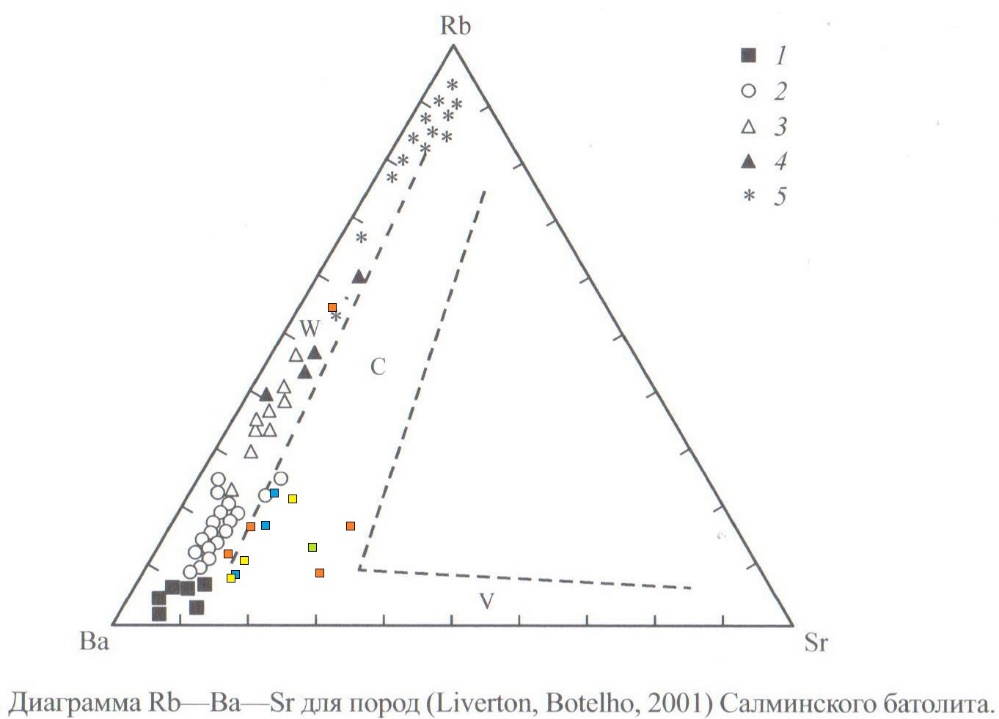 Rb
1
2
3
4
5
W
C
V
Ba
Sr
Диаграмма Rb—Ba—Sr для пород (Liverton, Botelho, 2001) Салминского батолита.